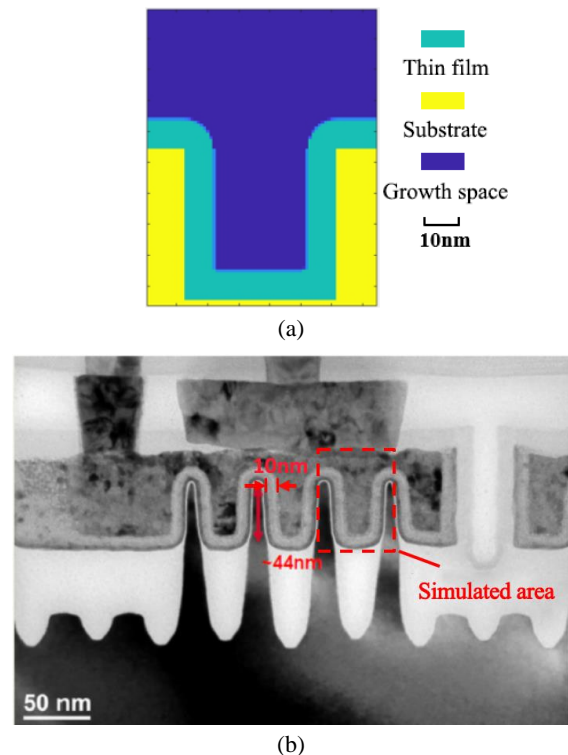 Thin film
Substrate
Growth space
10nm
(a)
10nm
~44nm
Simulated area
50 nm
(b)